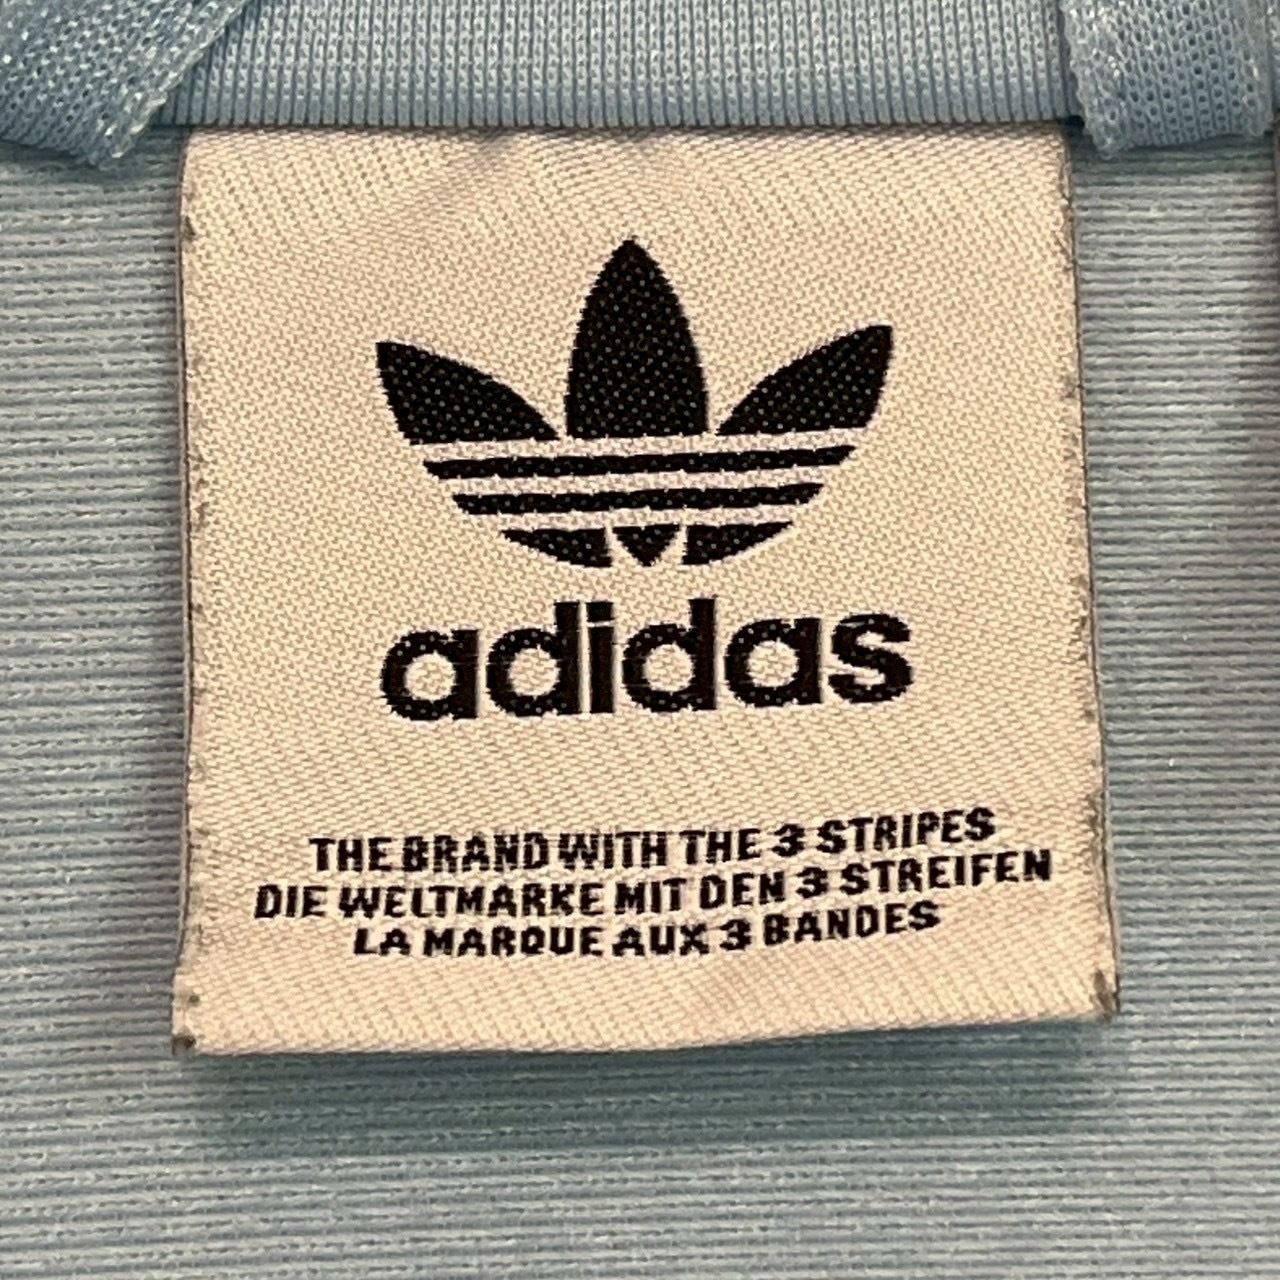 adidas
THE BRAND WITH THE 3 STRIPES
DIE WELTMARKE MIT DEN 3 STREIFEN
LA MARQUE AUX 3 BANDES